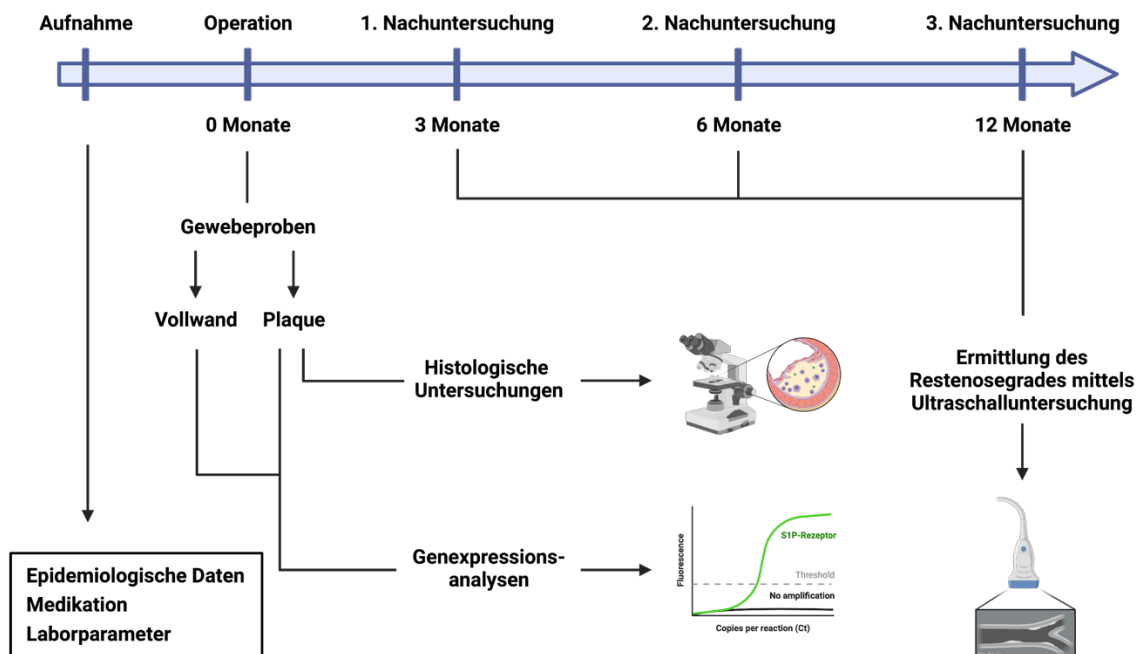 Aufnahme
Operation
1. Nachuntersuchung
2. Nachuntersuchung
3. Nachuntersuchung
0 Monate
3 Monate
6 Monate
12 Monate
Gewebeproben
Vollwand
Plaque
Histologische
Untersuchungen
Ermittlung des
Restenosegrades mittels
Ultraschalluntersuchung
Epidemiologische Daten
Medikation
Laborparameter
Genexpressions-
analysen
Fluorescence
S1P-Rezeptor
Threshold
No amplification
Copies per reaction (Ct)